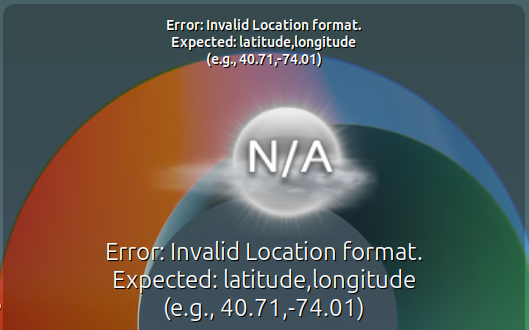 Error: Invalid Location format.
Expected: latitude,longitude
(e.g., 40.71,-74.01)
N/A
Error: Invalid Location format.
Expected: latitude,longitude
(e.g., 40.71,-74.01)